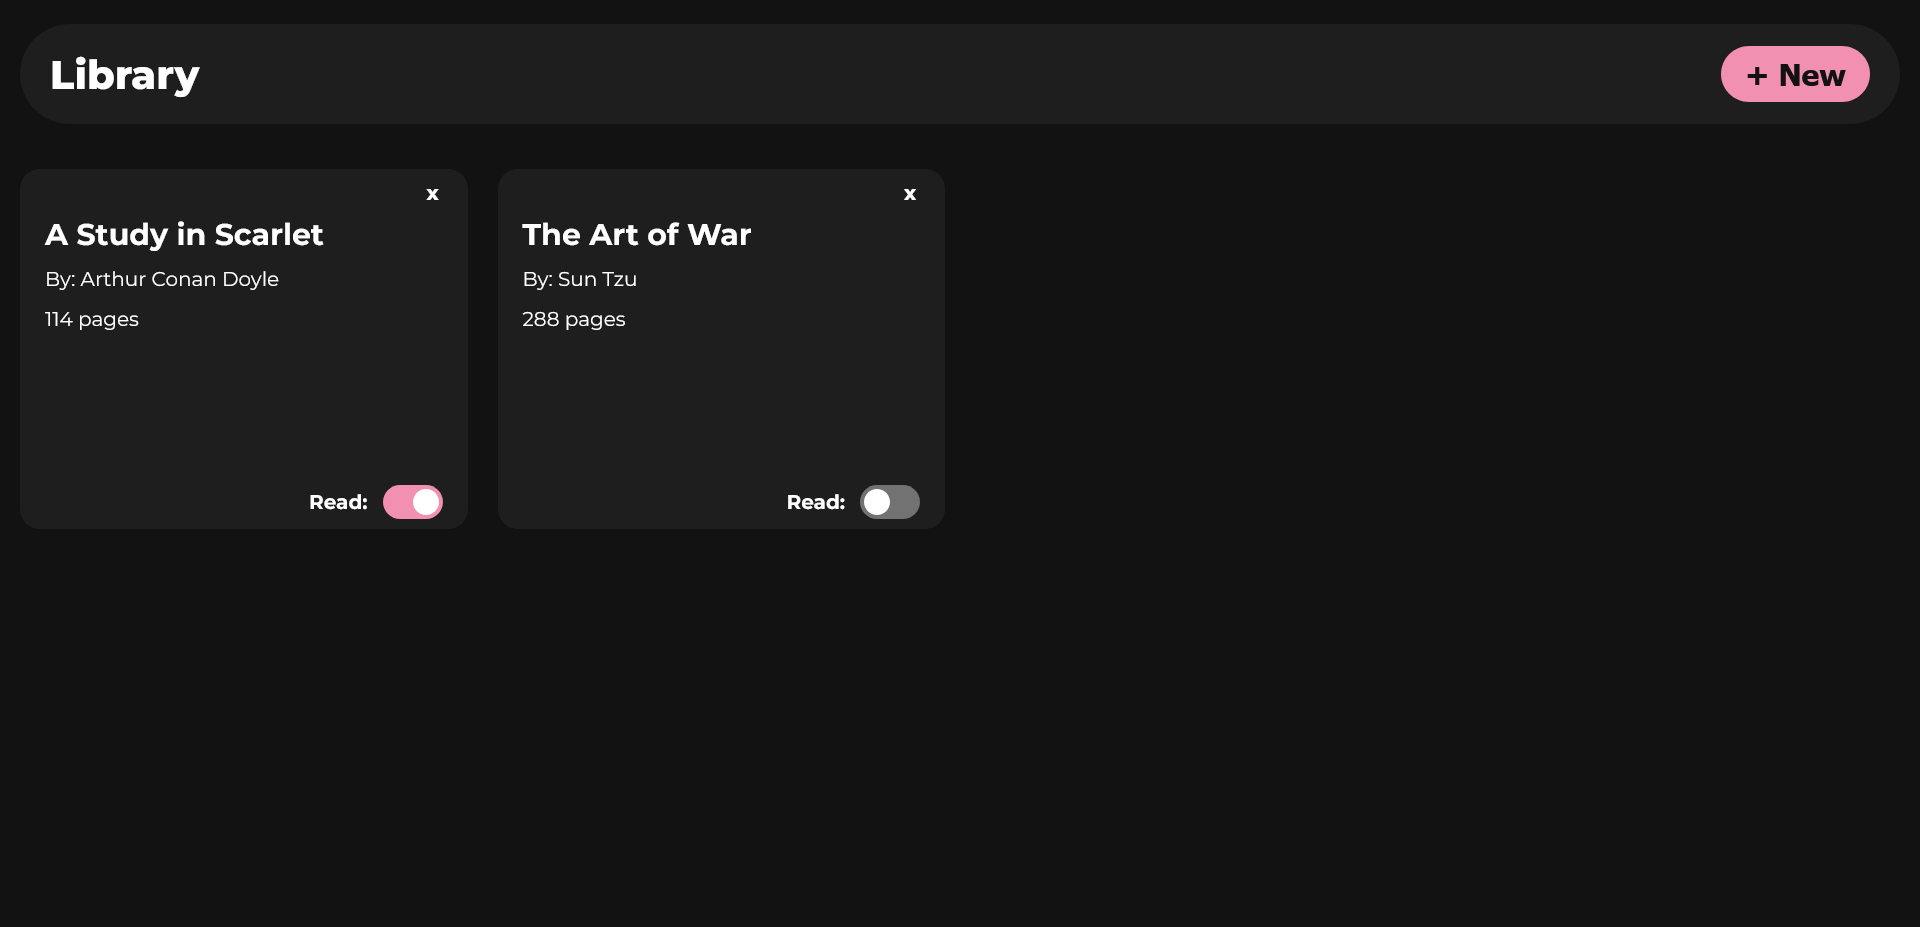 Library
+ New
x
A Study in Scarlet
By: Arthur Conan Doyle
114 pages
Read:
x
The Art of War
By: Sun Tzu
288 pages
Read: